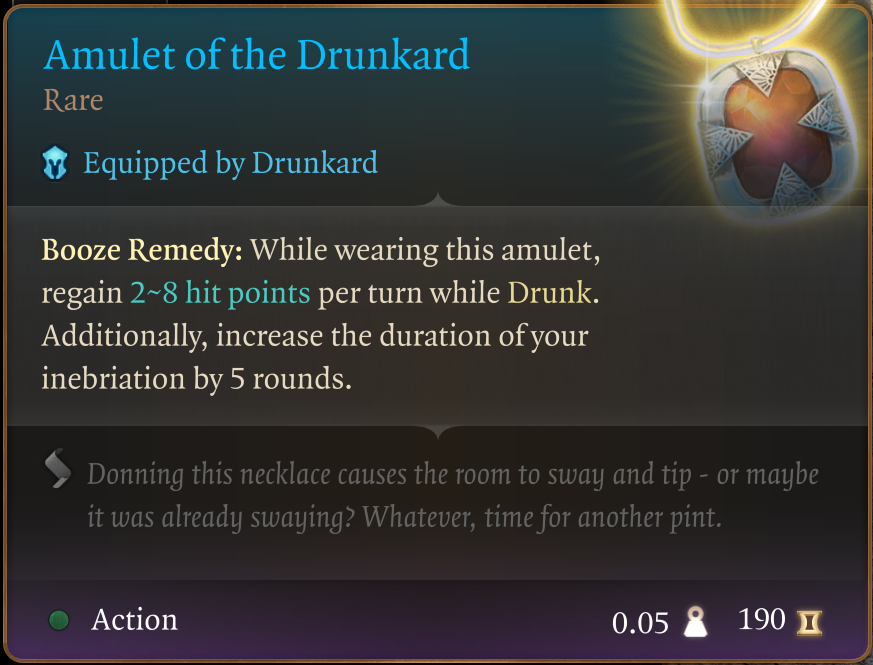 Amulet of the Drunkard
Rare
Equipped by Drunkard
Booze Remedy: While wearing this amulet,
regain 2~8 hit points per turn while Drunk.
Additionally, increase the duration of your
inebriation by 5 rounds.
Donning this necklace causes the room to sway and tip - or maybe
it was already swaying? Whatever, time for another pint.
Action 0.05 190